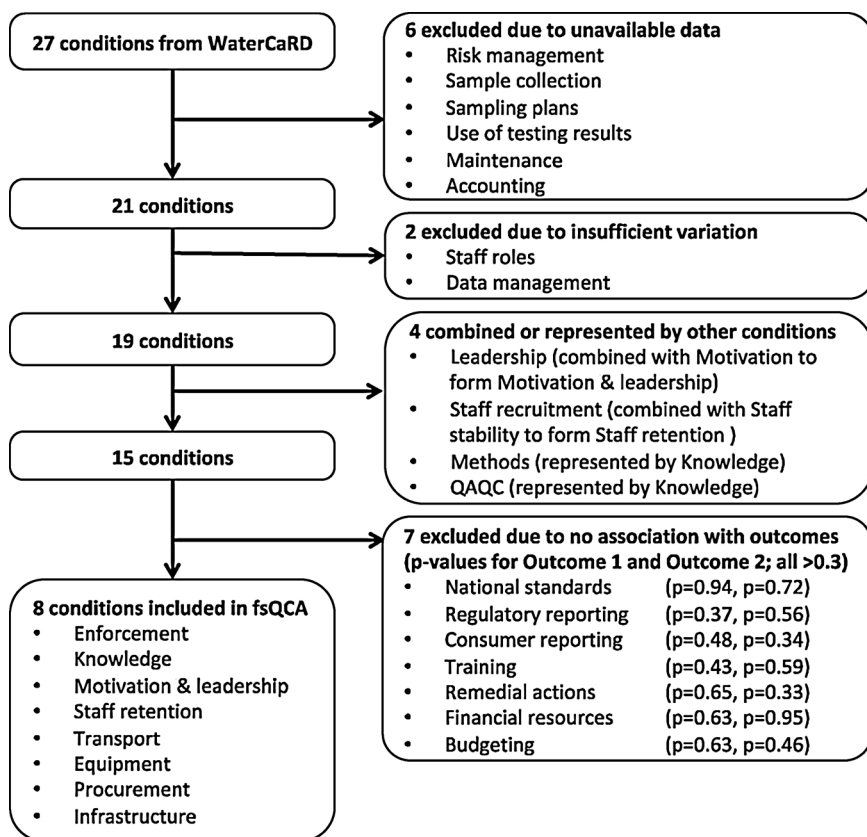 27 conditions from WaterCaRD
6 excluded due to unavailable data
• Risk management
• Sample collection
• Sampling plans
• Use of testing results
• Maintenance
• Accounting
21 conditions
2 excluded due to insufficient variation
• Staff roles
• Data management
19 conditions
4 combined or represented by other conditions
• Leadership (combined with Motivation to
form Motivation & leadership)
• Staff recruitment (combined with Staff
stability to form Staff retention )
• Methods (represented by Knowledge)
• QAQC (represented by Knowledge)
15 conditions
7 excluded due to no association with outcomes
(p-values for Outcome 1 and Outcome 2; all >0.3)
• National standards (p=0.94, p=0.72)
• Regulatory reporting (p=0.37, p=0.56)
• Consumer reporting (p=0.48, p=0.34)
• Training (p=0.43, p=0.59)
• Remedial actions (p=0.65, p=0.33)
• Financial resources (p=0.63, p=0.95)
• Budgeting (p=0.63, p=0.46)
8 conditions included in fsQCA
• Enforcement
• Knowledge
• Motivation & leadership
• Staff retention
• Transport
• Equipment
• Procurement
• Infrastructure